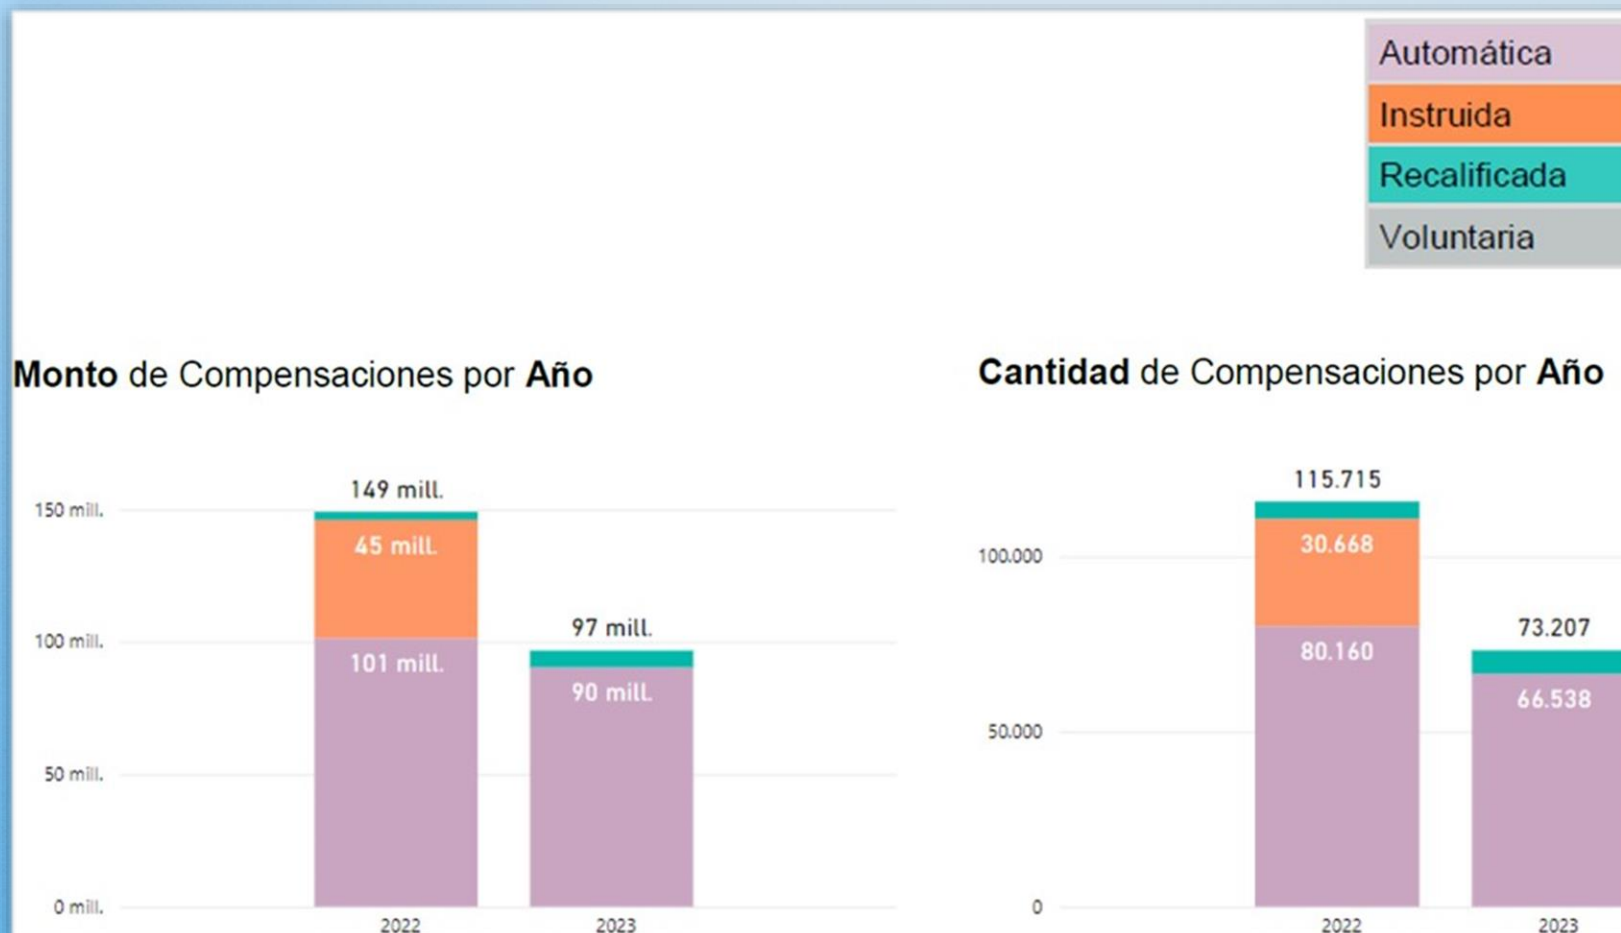 Automática
Instruida
Recalificada
Voluntaria
Monto de Compensaciones por Año
149 mill.
150 mill.
45 mill.
97 mill.
100 mill.
101 mill.
90 mill.
50 mill.
0 mill.
2022 2023
Cantidad de Compensaciones por Año
115.715
30.668
100.000
73.207
80.160
66.538
50.000
0
2022 2023